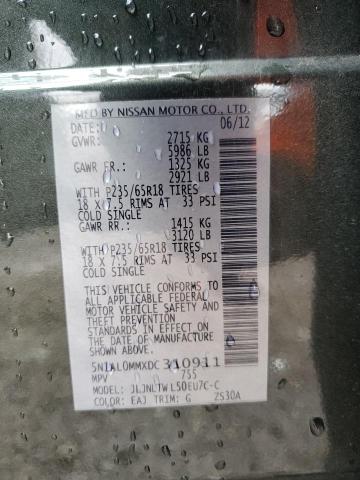 MFD BY NISSAN MOTOR CO., LTD.
DATE: 06/12
GVWR: 2715 KG
5986 LB
GAWR FR.: 1325 KG
2921 LB
WITH P235/65R18 TIRES
18 X 7.5 RIMS AT 33 PSI
COLD SINGLE
GAWR RR.: 1415 KG
3120 LB
WITH P235/65R18 TIRES
18 X 7.5 RIMS AT 33 PSI
COLD SINGLE
THIS VEHICLE CONFORMS TO
ALL APPLICABLE FEDERAL
MOTOR VEHICLE SAFETY
AND THEFT PREVENTION
STANDARDS IN EFFECT ON
THE DATE OF MANUFACTURE
SHOWN ABOVE.
5N1AL0MMXDC310911
MPV 755
MODEL: JLJNLTWL50EU7C-C
COLOR: EAJ TRIM: G ZS30A